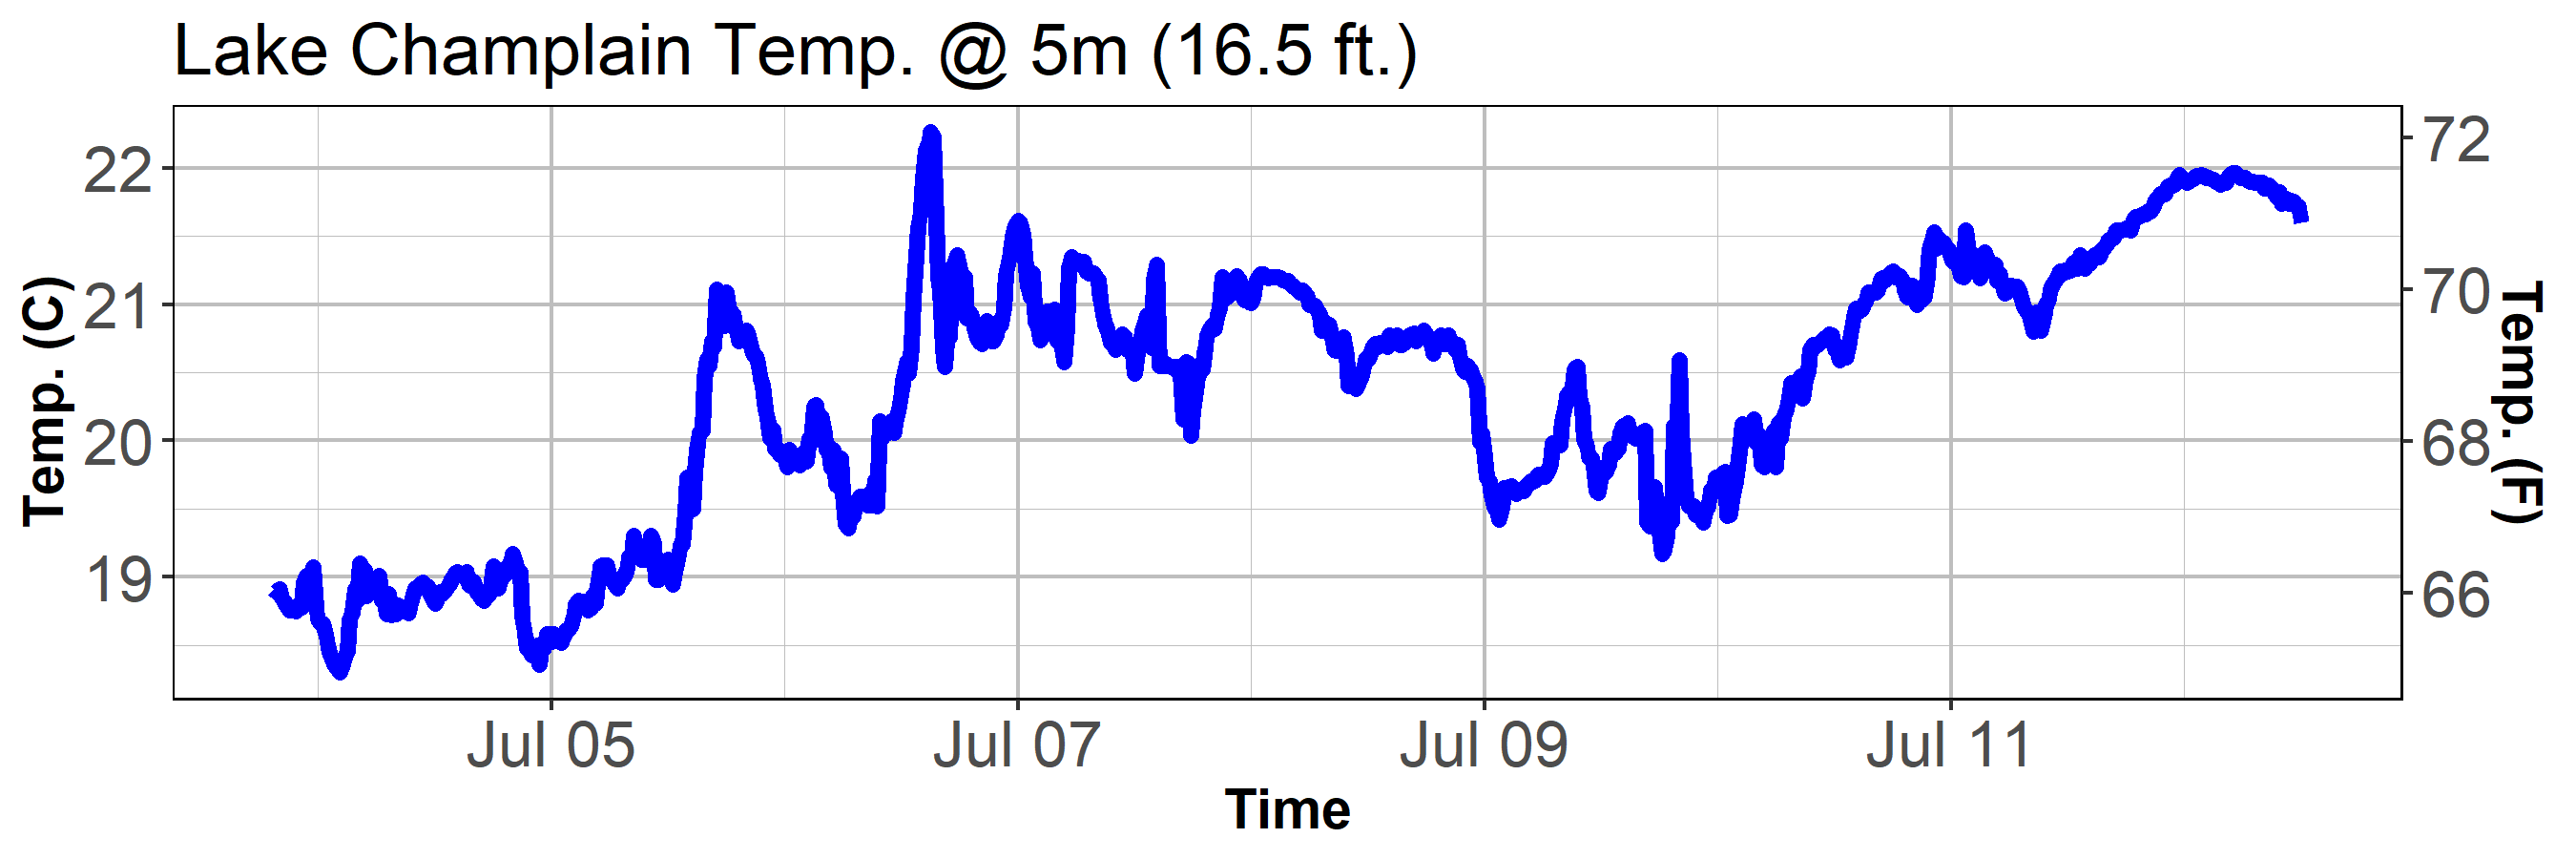 Lake Champlain Temp. @ 5m (16.5 ft.)
Temp. (C)
22
21
20
19
72
70
68
66
Temp. (F)
Jul 05 Jul 07 Jul 09 Jul 11
Time